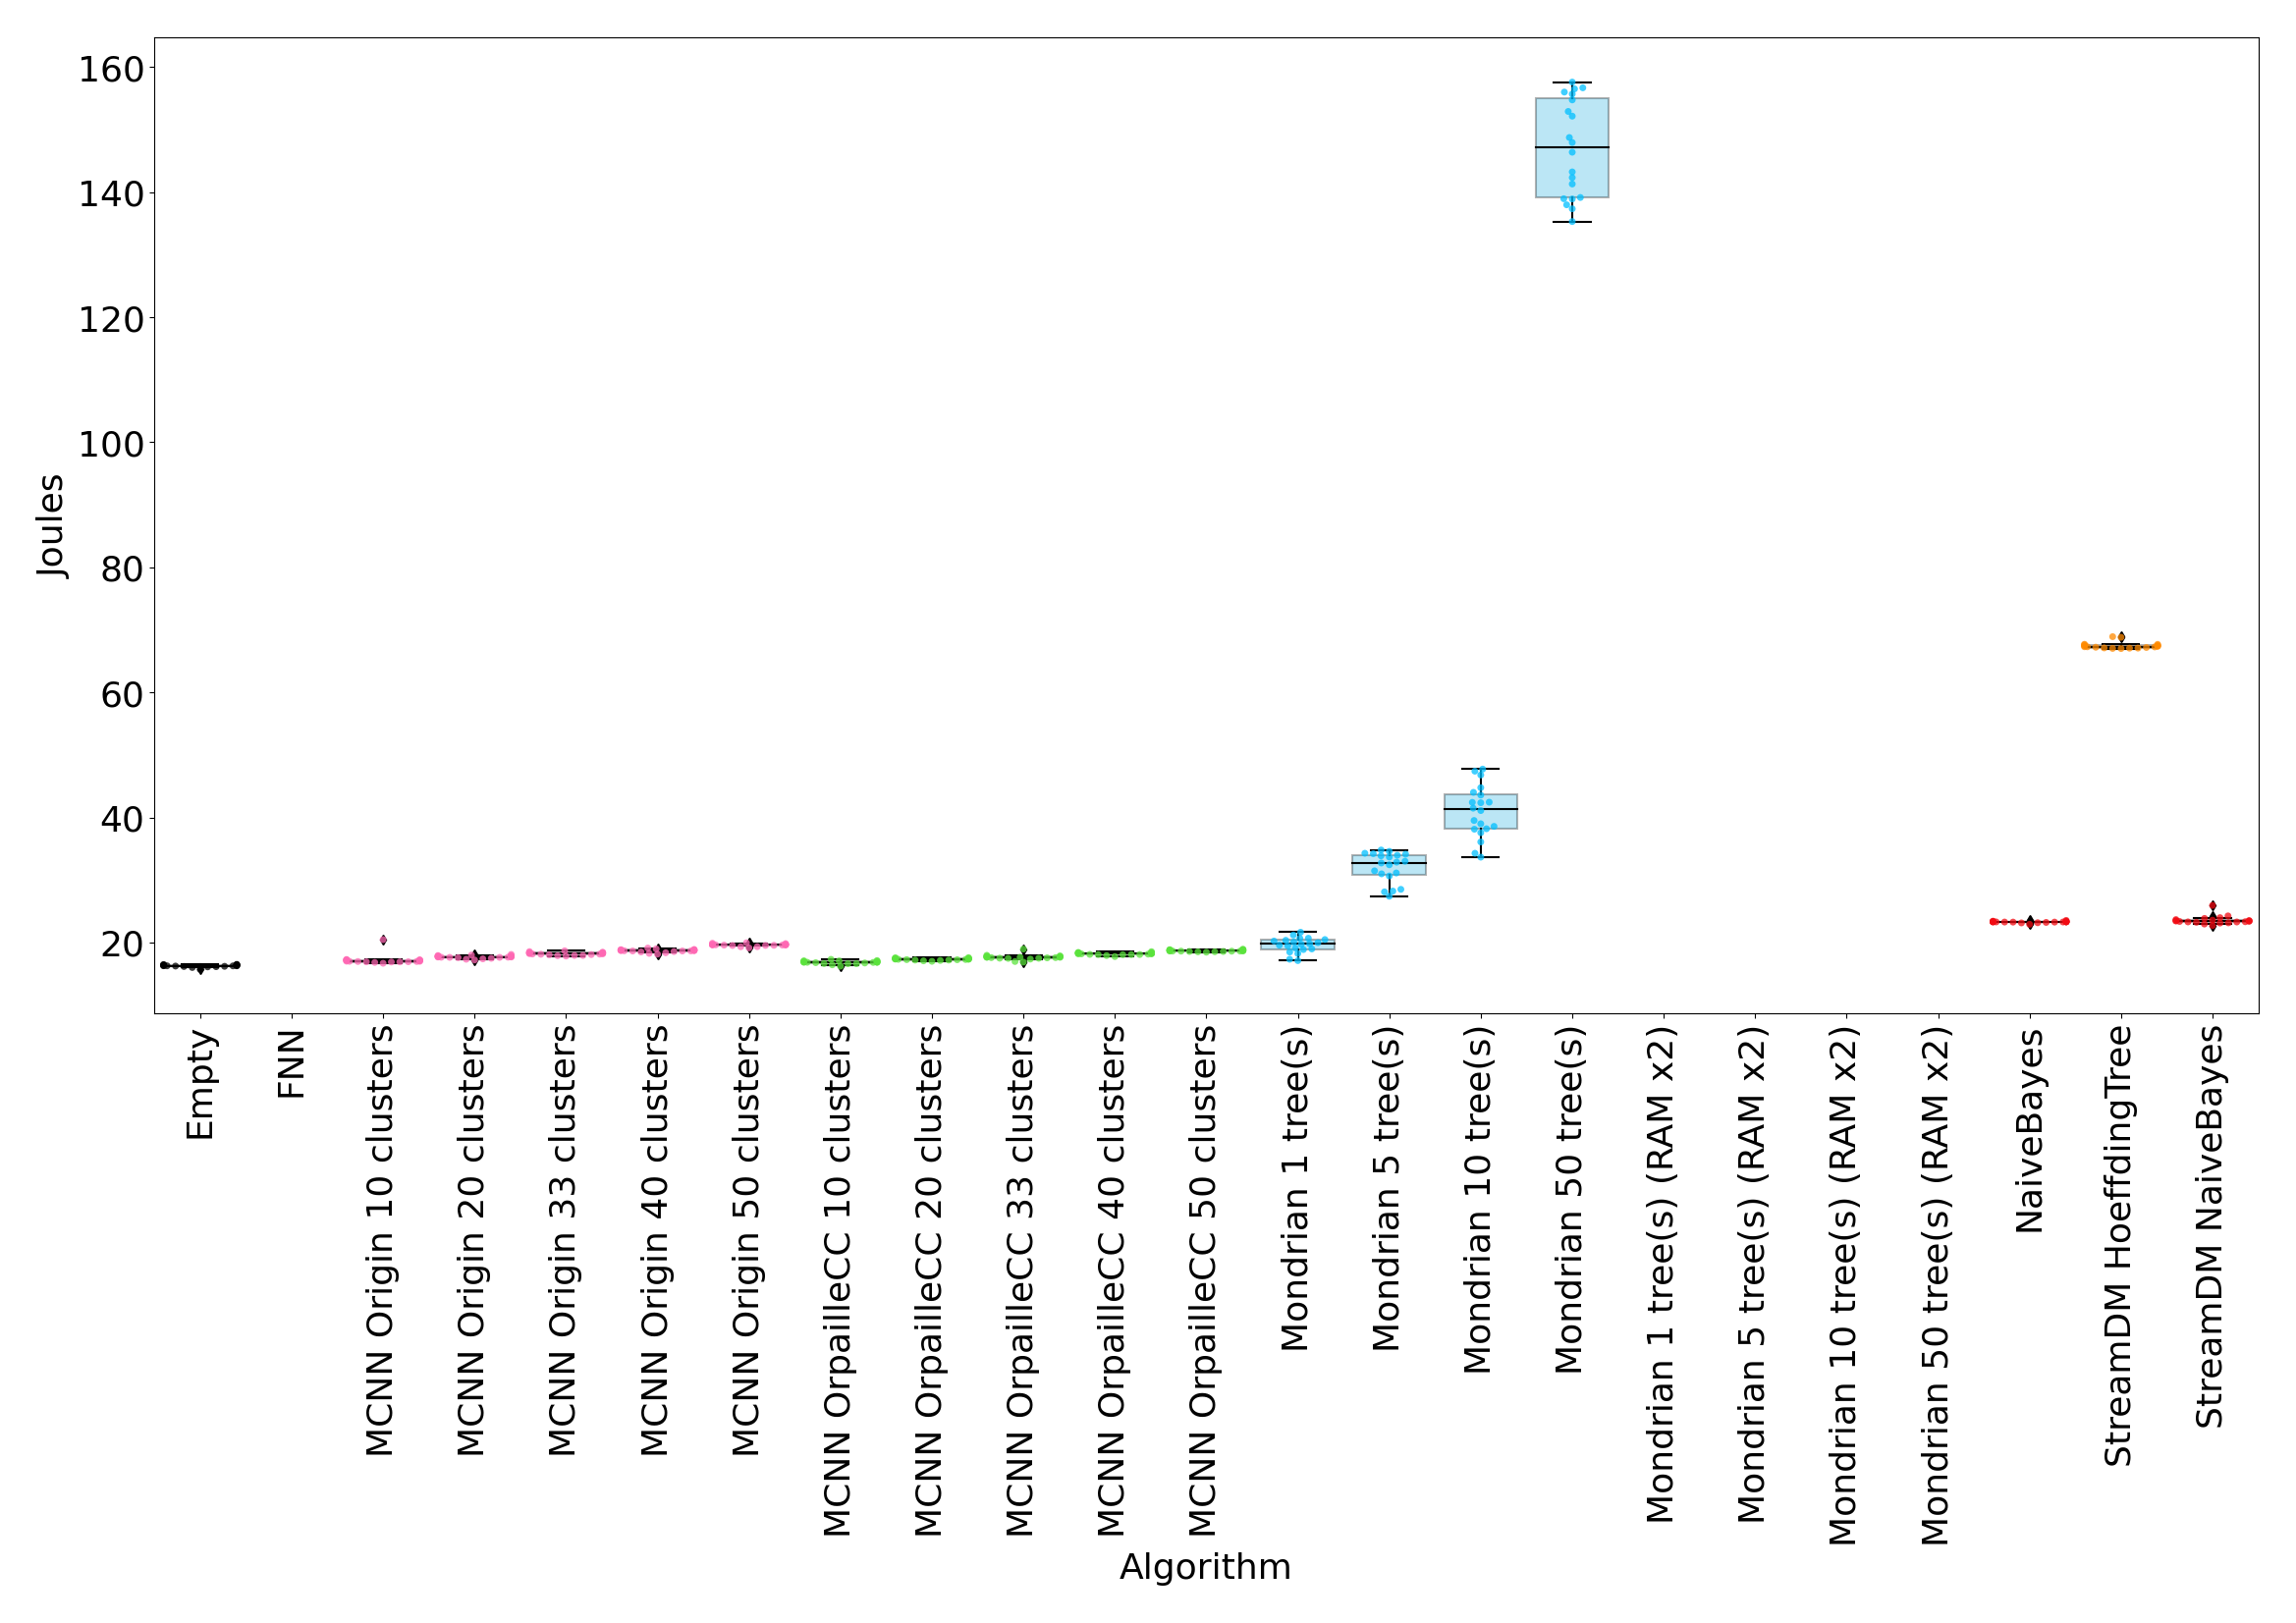 160
140
120
100
80
60
40
20
Joules
Empty
FNN
MCNN Origin 10 clusters
MCNN Origin 20 clusters
MCNN Origin 33 clusters
MCNN Origin 40 clusters
MCNN Origin 50 clusters
MCNN OrpailleCC 10 clusters
MCNN OrpailleCC 20 clusters
MCNN OrpailleCC 33 clusters
MCNN OrpailleCC 40 clusters
MCNN OrpailleCC 50 clusters
Mondrian 1 tree(s)
Mondrian 5 tree(s)
Mondrian 10 tree(s)
Mondrian 50 tree(s)
Mondrian 1 tree(s) (RAM x2)
Mondrian 5 tree(s) (RAM x2)
Mondrian 10 tree(s) (RAM x2)
Mondrian 50 tree(s) (RAM x2)
NaiveBayes
StreamDM HoeffdingTree
StreamDM NaiveBayes
Algorithm